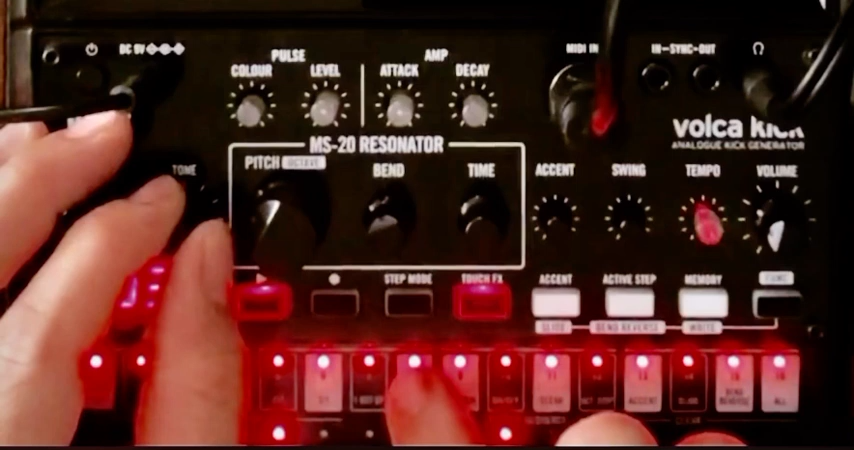 DC 9V
PULSE
AMP
MIDI IN
IN-SYNC-OUT
COLOUR
LEVEL
ATTACK
DECAY
volca kick
ANALOGUE KICK GENERATOR
MS-20 RESONATOR
TONE
PITCH
OCTAVE
BEND
TIME
ACCENT
SWING
TEMPO
VOLUME
STEP MODE
TOUCH FX
ACCENT
ACTIVE STEP
MEMORY
FUNC
SLIDE
BEND REVERSE
WRITE
CLEAR
ACCENT
BEND
REVERSE
ALL